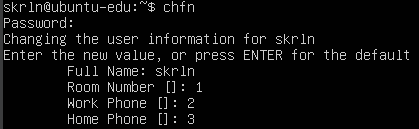 skrln@ubuntu-edu:~$ chfn
Password:
Changing the user information for skrln
Enter the new value, or press ENTER for the default
Full Name: skrln
Room Number []: 1
Work Phone []: 2
Home Phone []: 3